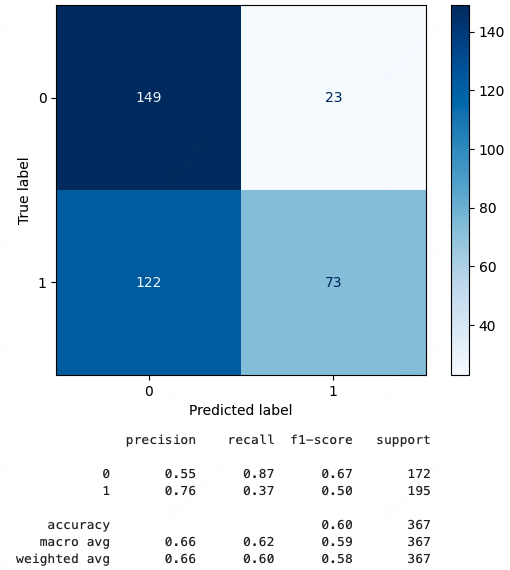 140
0
149
23
120
100
True label
80
1
122
73
60
40
0
1
Predicted label
precision recall f1-score support
0 0.55 0.87 0.67 172
1 0.76 0.37 0.50 195
accuracy 0.60 367
macro avg 0.66 0.62 0.59 367
weighted avg 0.66 0.60 0.58 367